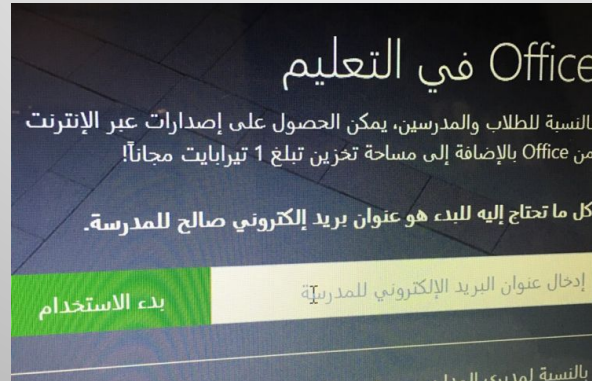 Office في التعليم
بالنسبة للطلاب والمدرسين، يمكن الحصول على إصدارات عبر الإنترنت
من Office بالإضافة إلى مساحة تخزين تبلغ 1 تيرابايت مجاناً!
كل ما تحتاج إليه للبدء هو عنوان بريد إلكتروني صالح للمدرسة.
إدخال عنوان البريد الإلكتروني للمدرسة
بدء الاستخدام
بالنسبة لمديري